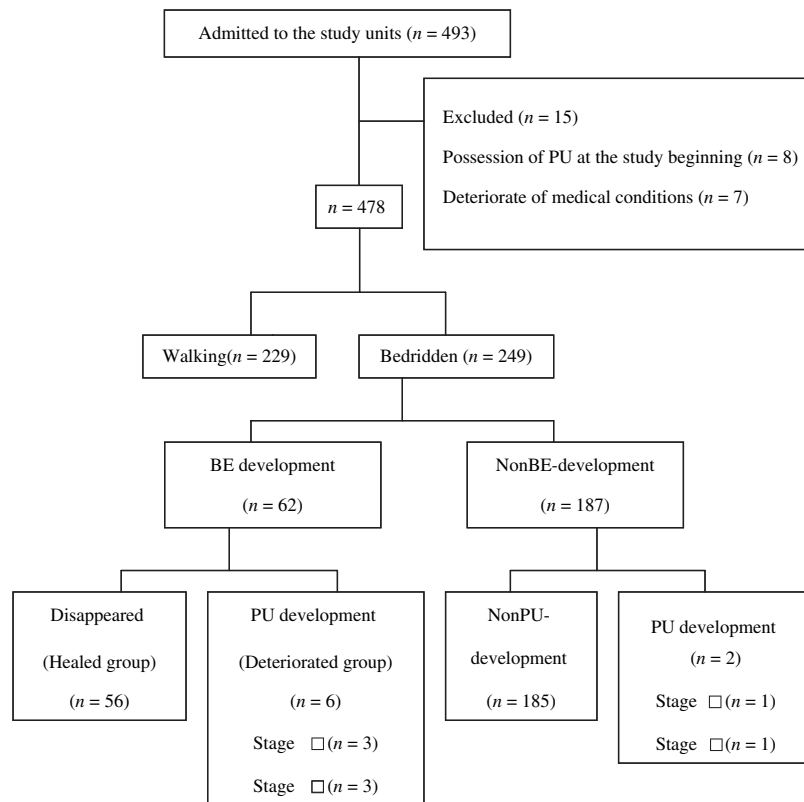 Admitted to the study units (n = 493)
Excluded (n = 15)
Possession of PU at the study beginning (n = 8)
Deteriorate of medical conditions (n = 7)
n = 478
Walking(n = 229)
Bedridden (n = 249)
BE development
(n = 62)
NonBE-development
(n = 187)
Disappeared
(Healed group)
(n = 56)
PU development
(Deteriorated group)
(n = 6)
Stage □(n = 3)
Stage □(n = 3)
NonPU-
development
(n = 185)
PU development
(n = 2)
Stage □(n = 1)
Stage □(n = 1)